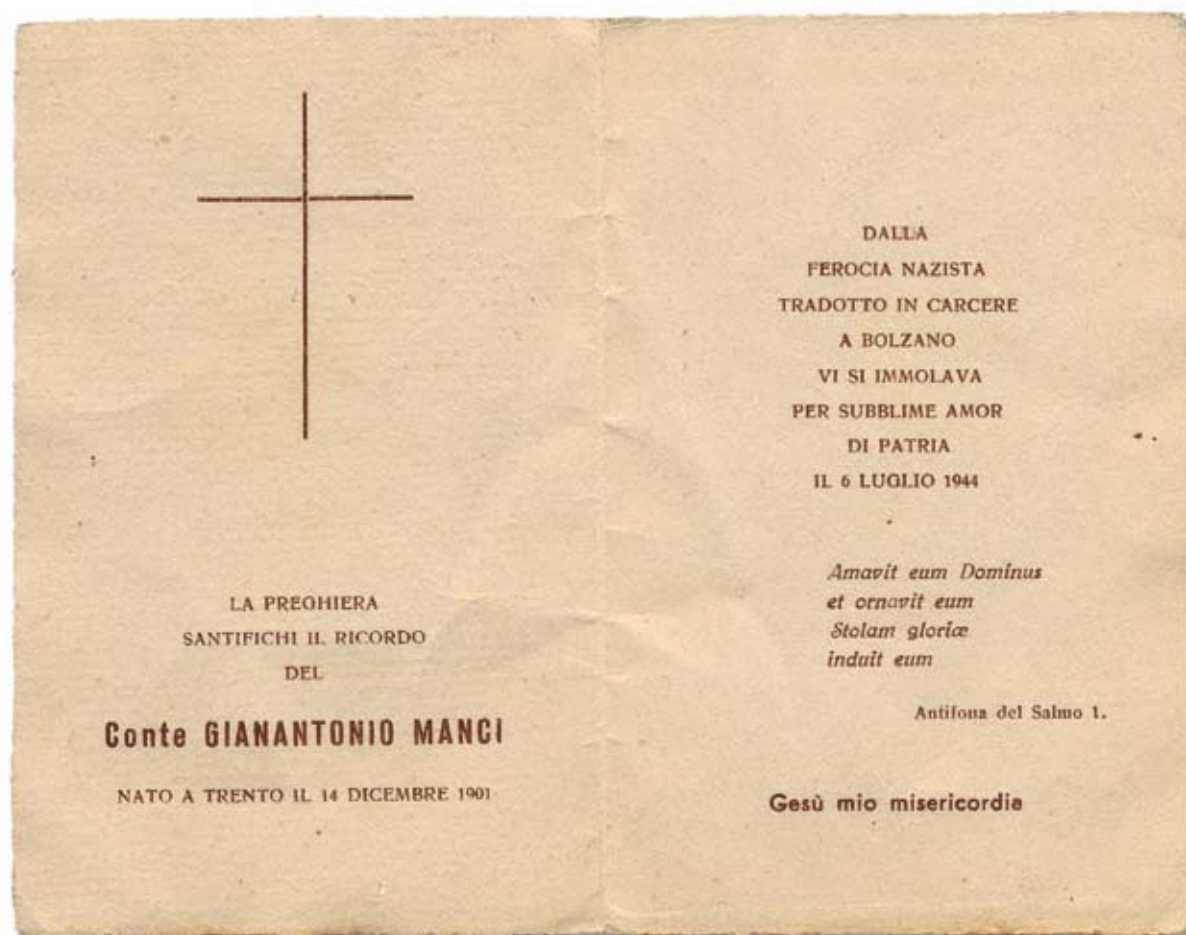 LA PREGHIERA
SANTIFICHI IL RICORDO
DEL
Conte GIANANTONIO MANCI
NATO A TRENTO IL 14 DICEMBRE 1901
DALLA
FEROCIA NAZISTA
TRADOTTO IN CARCERE
A BOLZANO
VI SI IMMOLAVA
PER SUBBLIME AMOR
DI PATRIA
IL 6 LUGLIO 1944
Amavit eum Dominus
et ornavit eum
Stolam gloriæ
induit eum
Antifona del Salmo 1.
Gesù mio misericordia